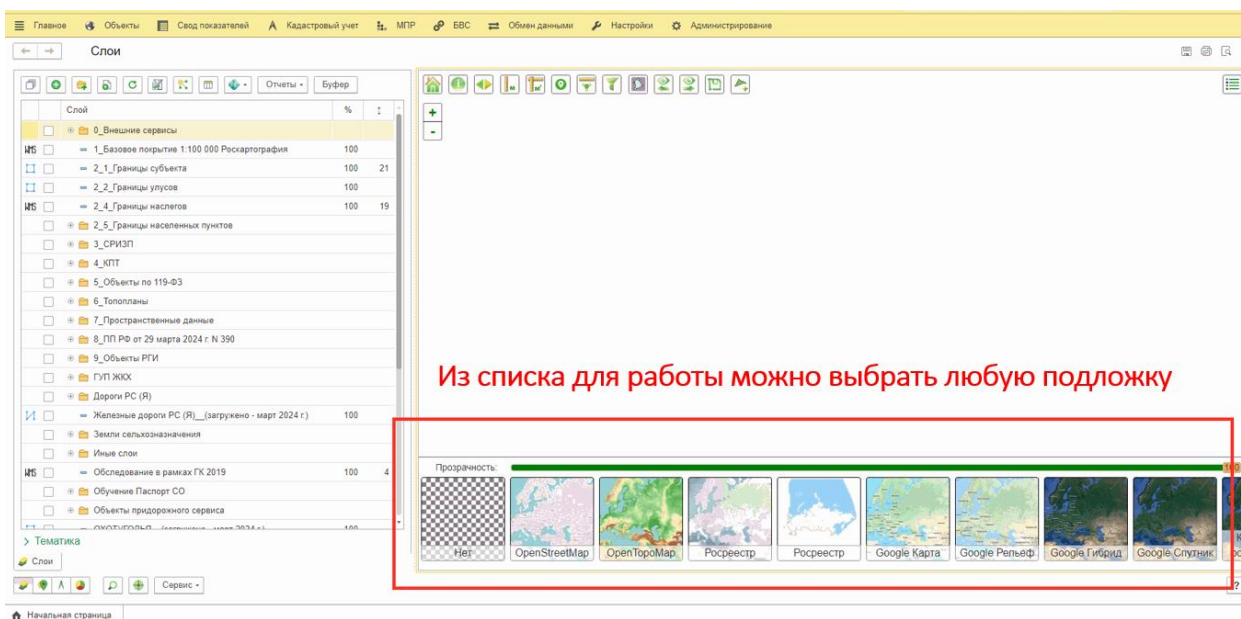 Главное Объекты Свод показателей Кадастровый учет МПР БВС Обмен данными Настройки Администрирование
Слои
Отчеты Буфер
Слой %
0_Внешние сервисы
WMS 1_Базовое покрытие 1:100 000 Роскартография 100
2_1_Границы субъекта 100 21
2_2_Границы улусов 100
WMS 2_4_Границы наслегов 100 19
2_5_Границы населенных пунктов
3_СРИЗП
4_КПТ
5_Объекты по 119-ФЗ
6_Топопланы
7_Пространственные данные
8_ПП РФ от 29 марта 2024 г. N 390
9_Объекты РГИ
ГУП ЖКХ
Дороги РС (Я)
Железные дороги РС (Я)__(загружено - март 2024 г.) 100
Земли сельхозназначения
Иные слои
WMS Обследование в рамках ГК 2019 100 4
Обучение Паспорт СО
Объекты придорожного сервиса
+
-
Из списка для работы можно выбрать любую подложку
Прозрачность: 100
Нет OpenStreetMap OpenTopoMap Росреестр Росреестр Google Карта Google Рельеф Google Гибрид Google Спутник
Тематика
Слои
Сервис
?
Начальная страница